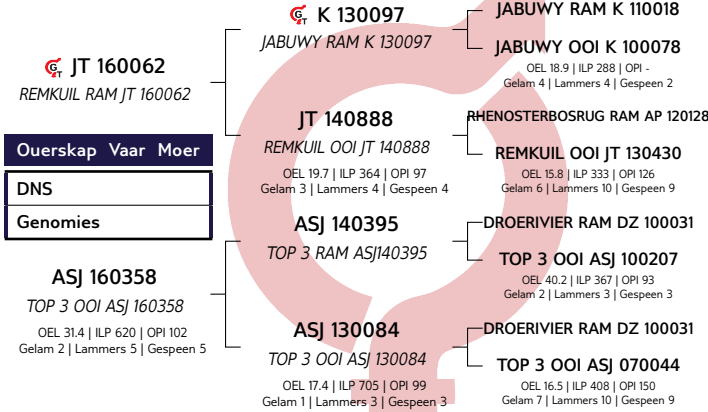 JT 160062
REMKUIL RAM JT 160062
Ouerskap Vaar Moer
DNS
Genomies
ASJ 160358
TOP 3 OOI ASJ 160358
OEL 31.4 | ILP 620 | OPI 102
Gelam 2 | Lammers 5 | Gespeen 5
K 130097
JABUWY RAM K 130097
JT 140888
REMKUIL OOI JT 140888
OEL 19.7 | ILP 364 | OPI 97
Gelam 3 | Lammers 4 | Gespeen 4
ASJ 140395
TOP 3 RAM ASJ140395
ASJ 130084
TOP 3 OOI ASJ 130084
OEL 17.4 | ILP 705 | OPI 99
Gelam 1 | Lammers 3 | Gespeen 3
JABUWY RAM K 110018
JABUWY OOI K 100078
OEL 18.9 | ILP 288 | OPI -
Gelam 4 | Lammers 4 | Gespeen 2
RHENOSTERBOSRUG RAM AP 120128
REMKUIL OOI JT 130430
OEL 15.8 | ILP 333 | OPI 126
Gelam 6 | Lammers 10 | Gespeen 9
DROERIVIER RAM DZ 100031
TOP 3 OOI ASJ 100207
OEL 40.2 | ILP 367 | OPI 93
Gelam 2 | Lammers 3 | Gespeen 3
DROERIVIER RAM DZ 100031
TOP 3 OOI ASJ 070044
OEL 16.5 | ILP 408 | OPI 150
Gelam 7 | Lammers 10 | Gespeen 9